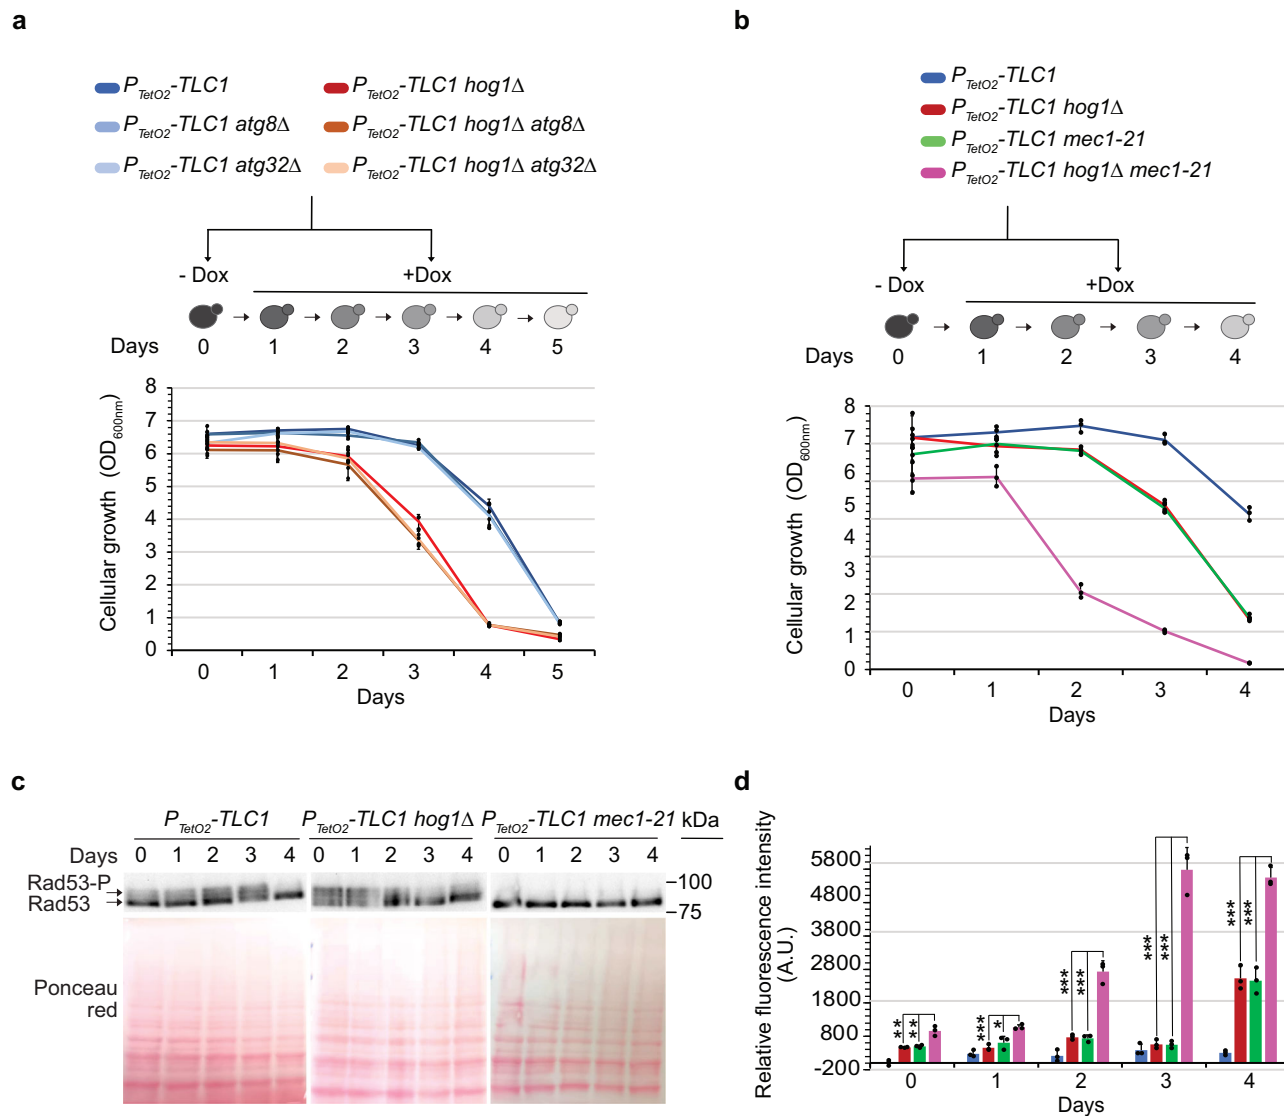 a
P_TetO2-TLC1
P_TetO2-TLC1 hog1Δ
P_TetO2-TLC1 atg8Δ
P_TetO2-TLC1 hog1Δ atg8Δ
P_TetO2-TLC1 atg32Δ
P_TetO2-TLC1 hog1Δ atg32Δ
- Dox
+Dox
Days 0 1 2 3 4 5
Cellular growth (OD600nm)
8
7
6
5
4
3
2
1
0
0 1 2 3 4 5
Days
b
P_TetO2-TLC1
P_TetO2-TLC1 hog1Δ
P_TetO2-TLC1 mec1-21
P_TetO2-TLC1 hog1Δ mec1-21
- Dox
+Dox
Days 0 1 2 3 4
Cellular growth (OD600nm)
8
7
6
5
4
3
2
1
0
0 1 2 3 4
Days
c
P_TetO2-TLC1 P_TetO2-TLC1 hog1Δ P_TetO2-TLC1 mec1-21 kDa
Days 0 1 2 3 4 0 1 2 3 4 0 1 2 3 4
Rad53-P
Rad53
100
75
Ponceau
red
d
Relative fluorescence intensity
(A.U.)
5800
4800
3800
2800
1800
800
-200
** **
*** *
*** ***
*** ***
*** ***
0 1 2 3 4
Days